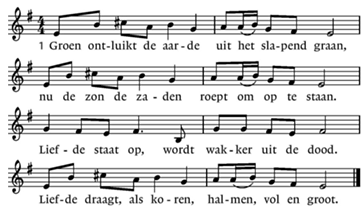 1 Groen ont-luikt de aar-de uit het sla-pend graan,
nu de zon de za-den roept om op te staan.
Lief-de staat op, wordt wak-ker uit de dood.
Lief-de draagt, als ko-ren, hal-men, vol en groot.